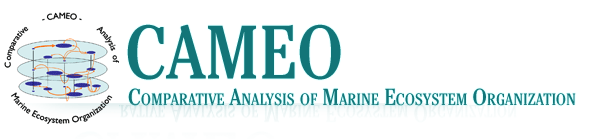 - CAMEO -
Comparative Analysis of
Marine Ecosystem Organization
CAMEO
COMPARATIVE ANALYSIS OF MARINE ECOSYSTEM ORGANIZATION